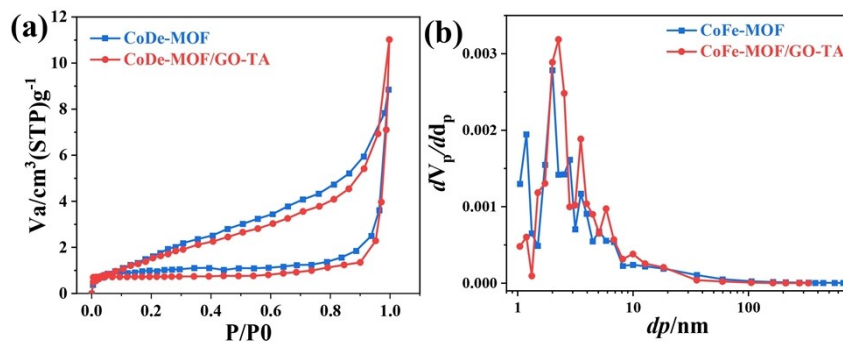 (a)
CoDe-MOF
CoDe-MOF/GO-TA
Va/cm³(STP)g⁻¹
12
10
8
6
4
2
0
0.0 0.2 0.4 0.6 0.8 1.0
P/P0
(b)
CoFe-MOF
CoFe-MOF/GO-TA
dVₚ/ddₚ
0.003
0.002
0.001
0.000
1 10 100
dp/nm